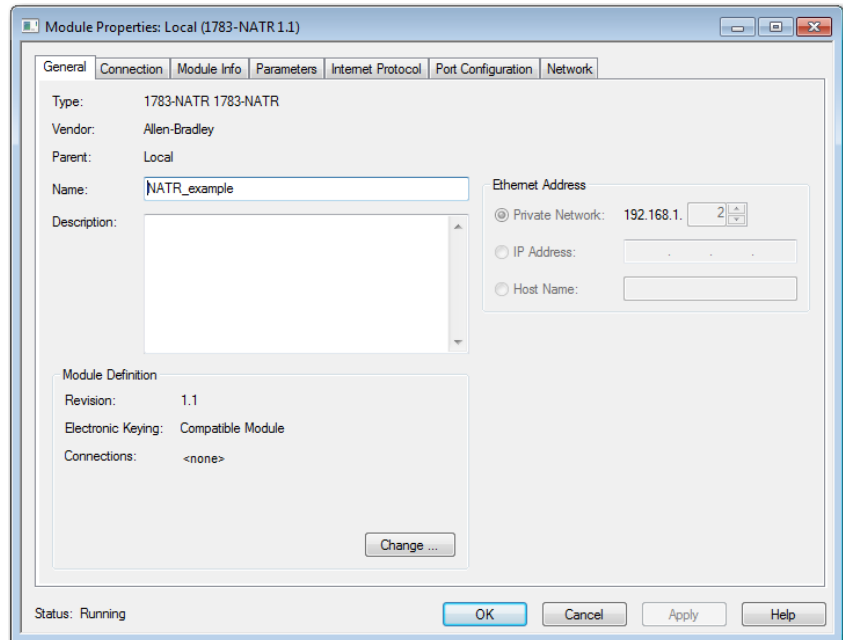 Module Properties: Local (1783-NATR 1.1)
General Connection Module Info Parameters Internet Protocol Port Configuration Network
Type: 1783-NATR 1783-NATR
Vendor: Allen-Bradley
Parent: Local
Name: NATR_example
Description:
Ethernet Address
Private Network: 192.168.1. 2
IP Address: . . .
Host Name:
Module Definition
Revision: 1.1
Electronic Keying: Compatible Module
Connections: <none>
Change ...
Status: Running
OK Cancel Apply Help